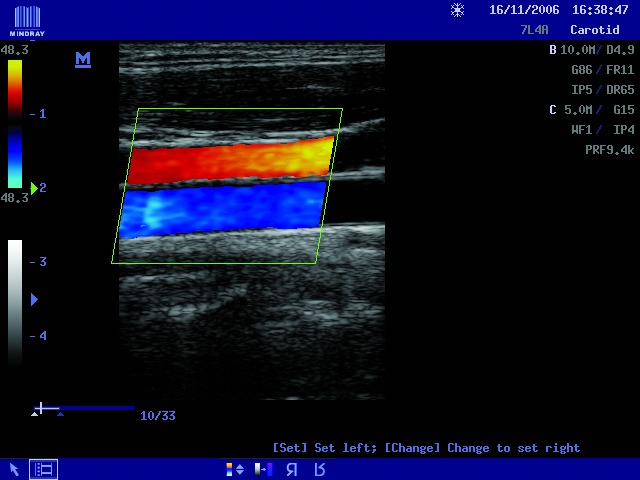 MINDRAY
16/11/2006 16:38:47
7L4A Carotid
48.3
M
B 10.0M/ D4.9
G86 / FR11
IP5 / DR65
C 5.0M / G15
WF1 / IP4
PRF9.4k
1
2
48.3
3
4
10/33
[Set] Set left; [Change] Change to set right